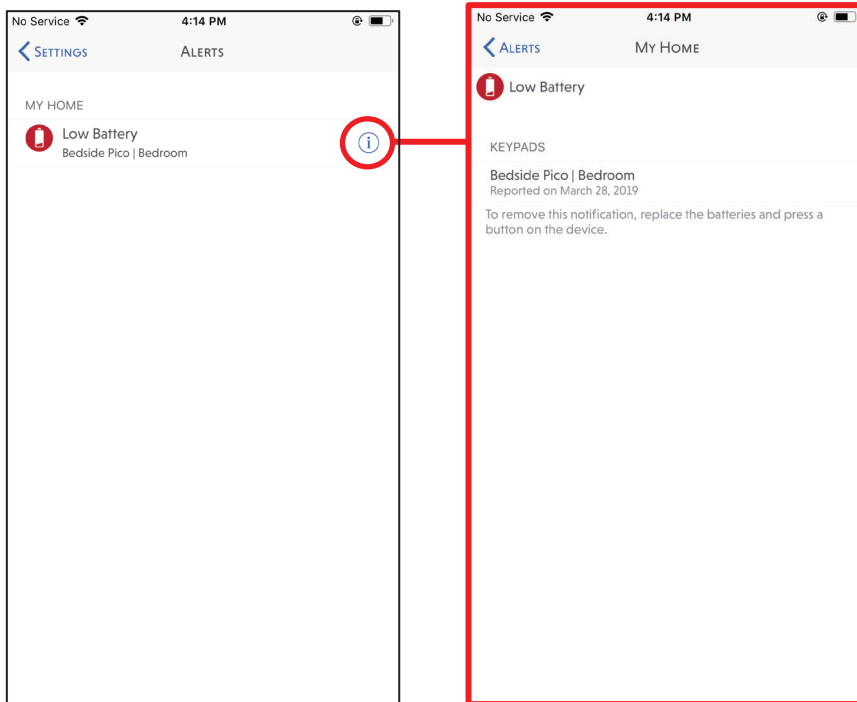 No Service 4:14 PM
SETTINGS ALERTS
MY HOME
Low Battery
Bedside Pico | Bedroom
i
No Service 4:14 PM
ALERTS MY HOME
Low Battery
KEYPADS
Bedside Pico | Bedroom
Reported on March 28, 2019
To remove this notification, replace the batteries and press a
button on the device.